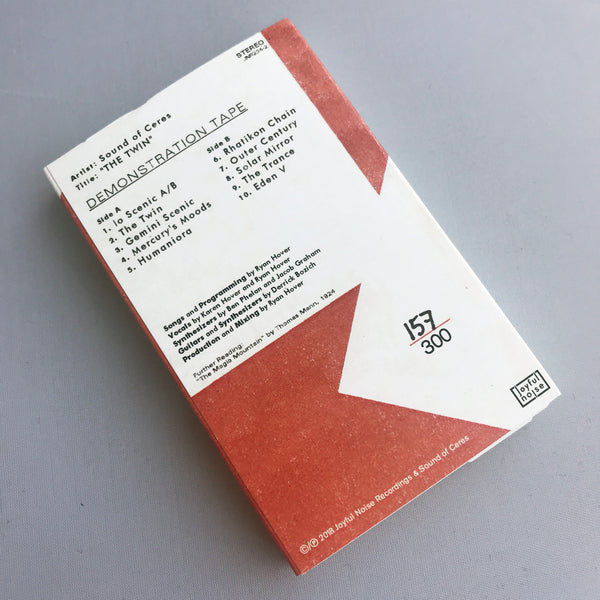 STEREO
JNR254-2
Artist: Sound of Ceres
Title: "THE TWIN"
DEMONSTRATION TAPE
Side A
1. Io Scenic A/B
2. The Twin
3. Gemini Scenic
4. Mercury's Moods
5. Humaniora
Side B
6. Rhatikon Chain
7. Outer Century
8. Solar Mirror
9. The Trance
10. Eden V
Songs and Programming by Ryan Hover
Vocals by Karen Hover and Ryan Hover
Synthesizers by Ben Phelan and Jacob Graham
Guitars and Synthesizers by Derrick Bozich
Production and Mixing by Ryan Hover
Further Reading:
"The Magic Mountain" by Thomas Mann, 1924
157
300
joyful
noise
©/℗ 2018 Joyful Noise Recordings & Sound of Ceres